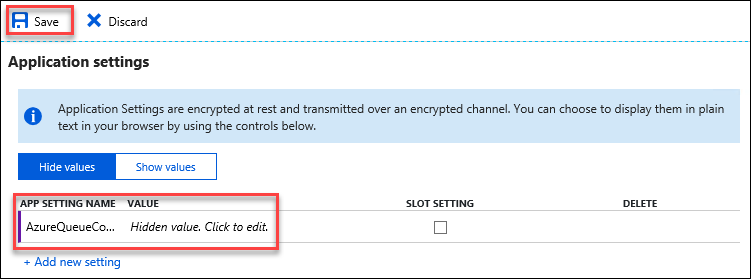 Save Discard
Application settings
Application Settings are encrypted at rest and transmitted over an encrypted channel. You can choose to display them in plain
text in your browser by using the controls below.
Hide values Show values
APP SETTING NAME VALUE SLOT SETTING DELETE
AzureQueueCo... Hidden value. Click to edit.
+ Add new setting